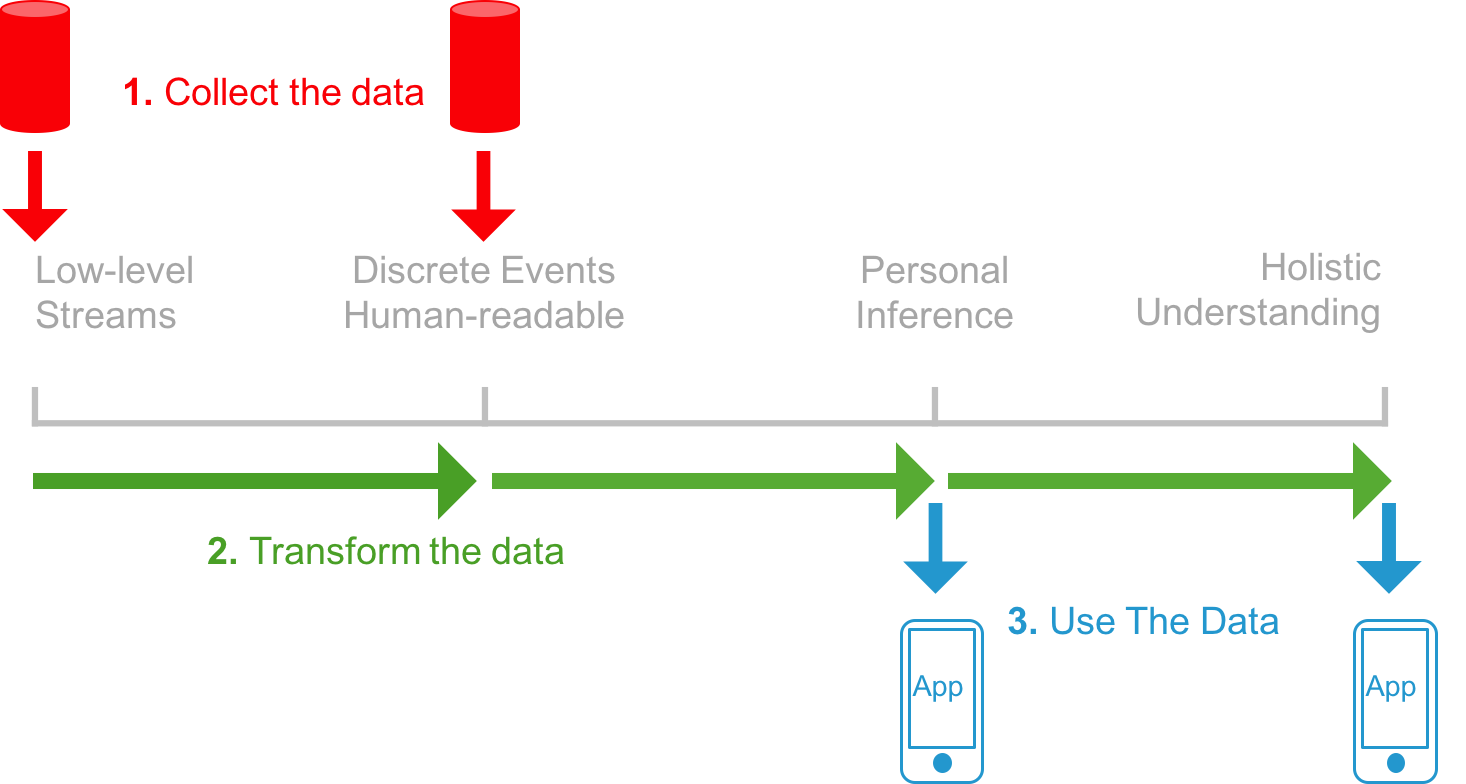 1. Collect the data
Low-level
Streams
Discrete Events
Human-readable
Personal
Inference
Holistic
Understanding
2. Transform the data
3. Use The Data
App
App